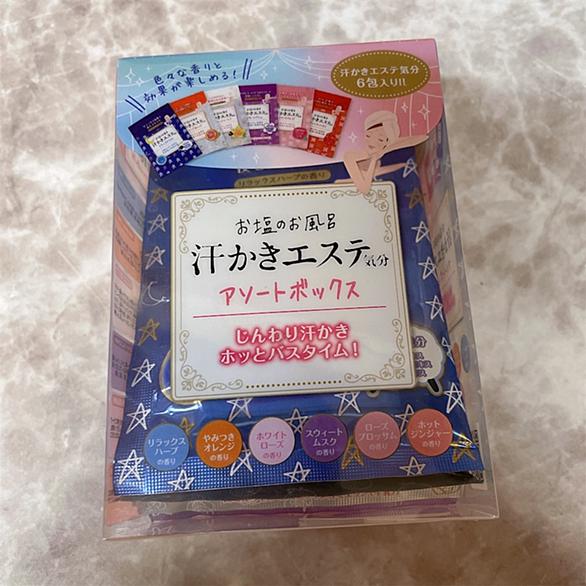 色々な香りと
効果が楽しめる!
汗かきエステ気分
6包入り!!
リラックスハーブの香り
お塩のお風呂
汗かきエステ気分
アソートボックス
じんわり汗かき
ホッとバスタイム!
リラックス
ハーブ
の香り
やみつき
オレンジ
の香り
ホワイト
ローズ
の香り
スウィート
ムスク
の香り
ローズ
ブロッサム
の香り
ホット
ジンジャー
の香り